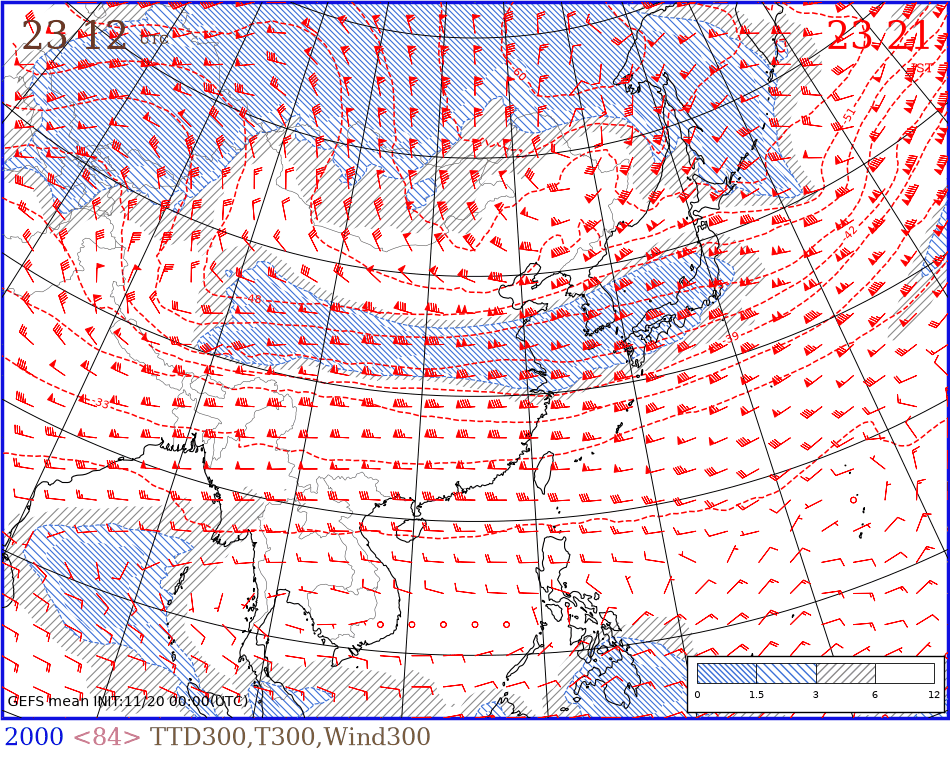 23 12 UTC
23 21
JST
-60
-51
-42
-48
-39
-33
GEFS mean INIT:11/20 00:00(UTC)
0 1.5 3 6 12
2000 <84> TTD300,T300,Wind300